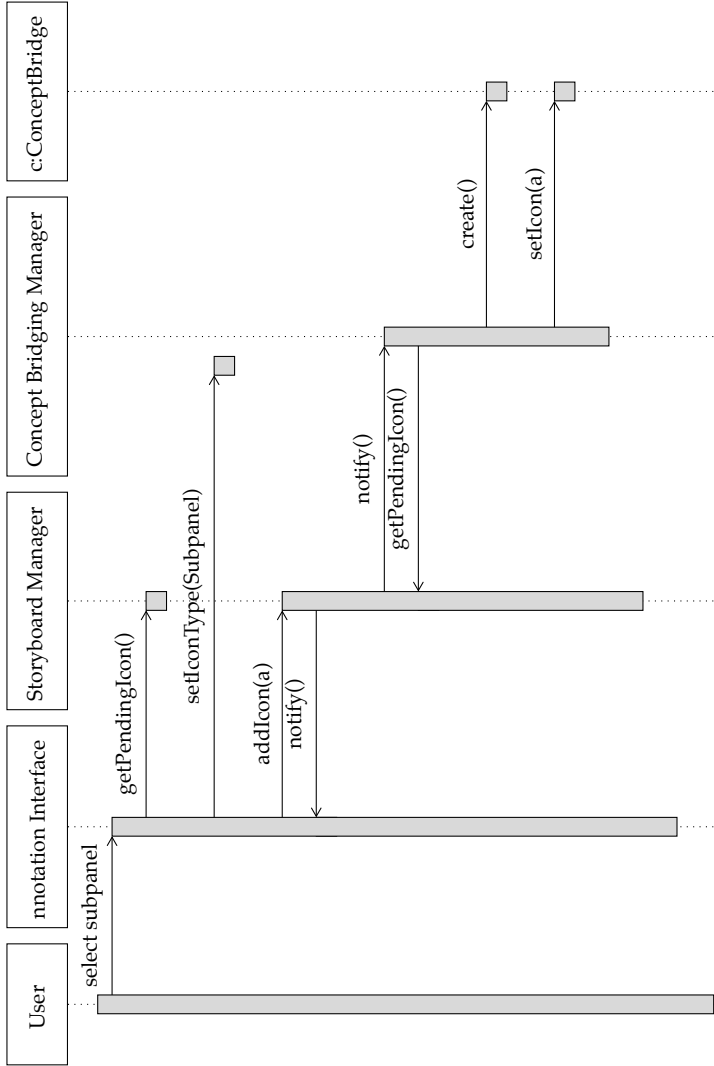 User
nnotation Interface
Storyboard Manager
Concept Bridging Manager
c:ConceptBridge
select subpanel
getPendingIcon()
setIconType(Subpanel)
addIcon(a)
notify()
notify()
getPendingIcon()
create()
setIcon(a)